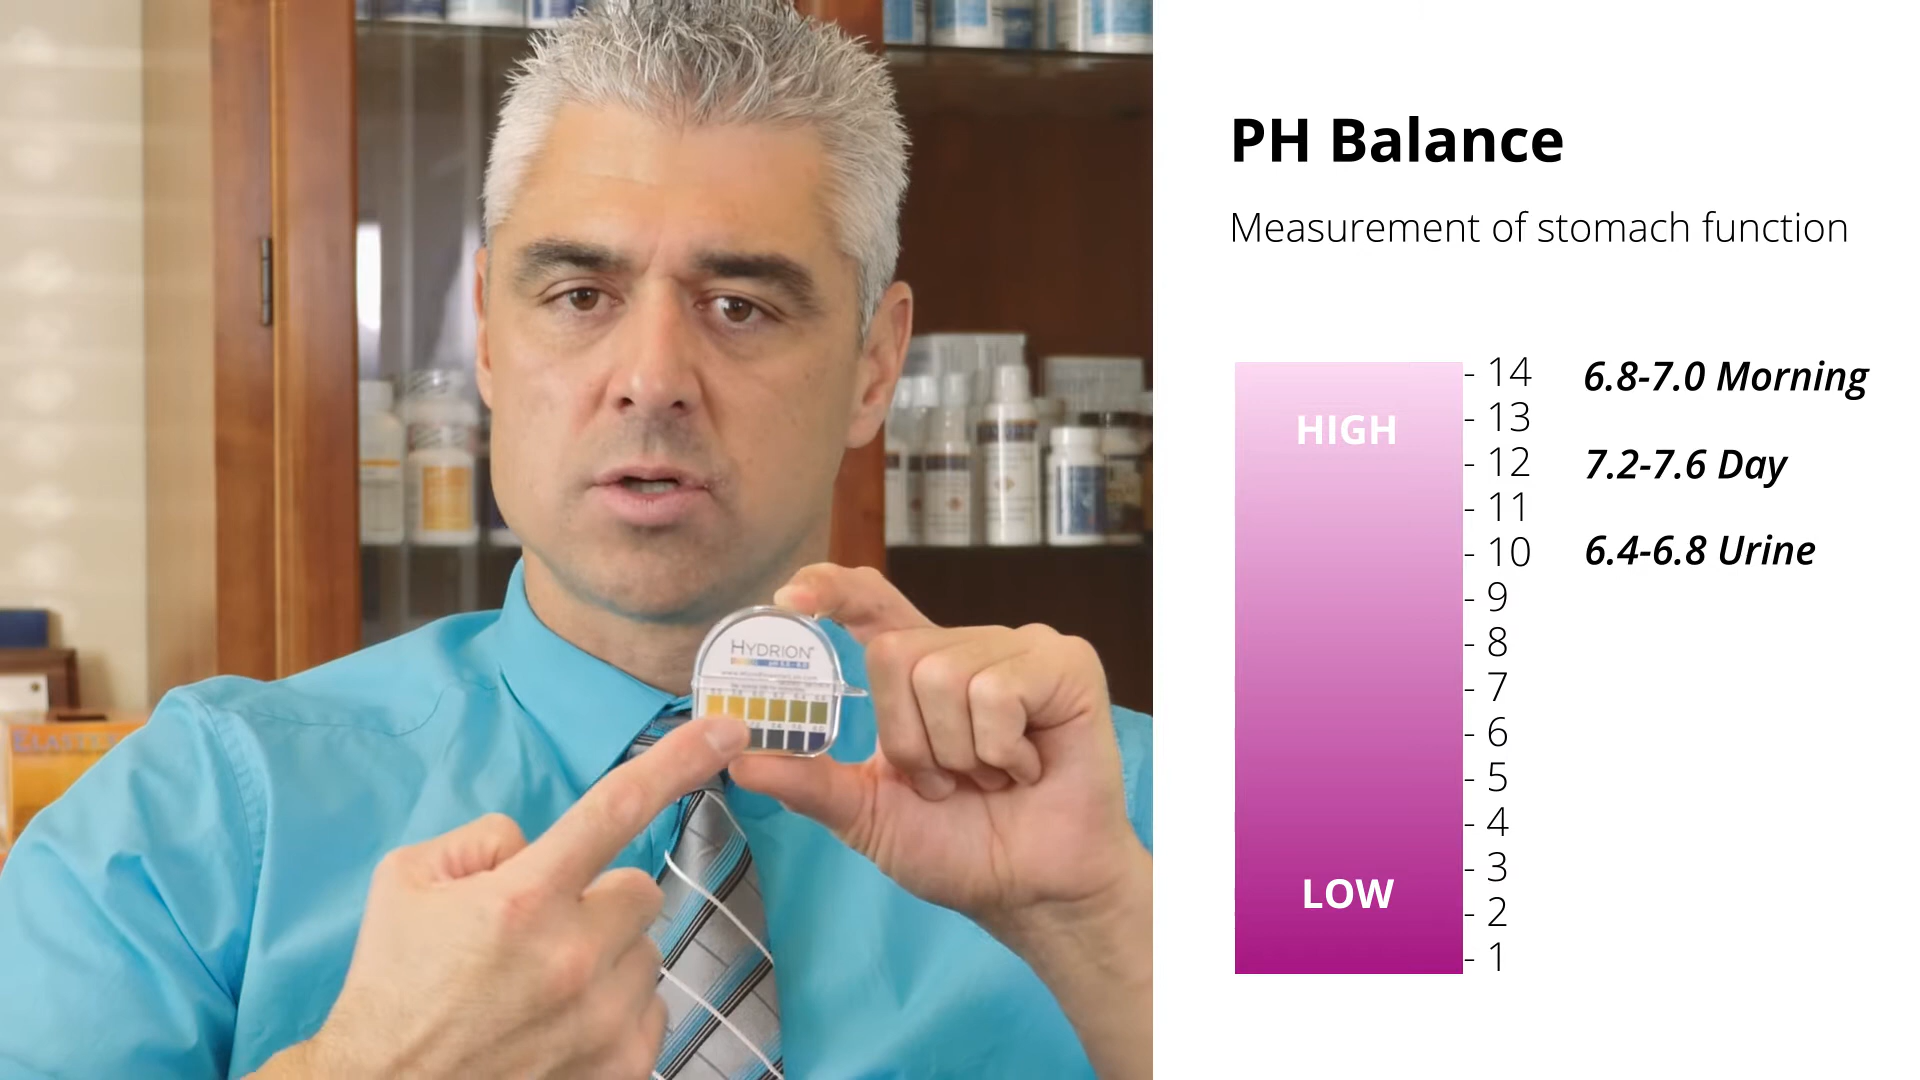 PH Balance
Measurement of stomach function
HIGH
LOW
- 14
- 13
- 12
- 11
- 10
- 9
- 8
- 7
- 6
- 5
- 4
- 3
- 2
- 1
6.8-7.0 Morning
7.2-7.6 Day
6.4-6.8 Urine
HYDRION